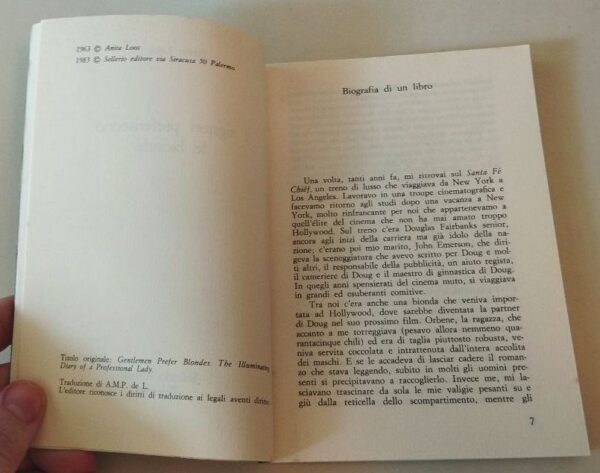 1963 © Anita Loos
1983 © Sellerio editore via Siracusa 50 Palermo
Titolo originale: Gentlemen Prefer Blondes. The Illuminating
Diary of a Professional Lady.
Traduzione di A.M.P. de L.
L'editore riconosce i diritti di traduzione ai legali aventi diritto.
Biografia di un libro
Una volta, tanti anni fa, mi ritrovai sul Santa Fé
Chief, un treno di lusso che viaggiava da New York a
Los Angeles. Lavoravo in una troupe cinematografica e
facevamo ritorno agli studi dopo una vacanza a New
York, molto rinfrancante per noi che appartenevamo a
quell'élite del cinema che non ha mai amato troppo
Hollywood. Sul treno c'era Douglas Fairbanks senior,
ancora agli inizi della carriera ma già idolo della na-
zione; c'erano poi mio marito, John Emerson, che diri-
geva la sceneggiatura che avevo scritto per Doug e mol-
ti altri, il responsabile della pubblicità, un aiuto regista,
il cameriere di Doug e il maestro di ginnastica di Doug.
In quegli anni spensierati del cinema muto, si viaggiava
in grandi ed esuberanti comitive.
Tra noi c'era anche una bionda che veniva impor-
tata ad Hollywood, dove sarebbe diventata la partner
di Doug nel suo prossimo film. Orbene, la ragazza, che
accanto a me torreggiava (pesavo allora nemmeno qua-
rantacinque chili) ed era di taglia piuttosto robusta, ve-
niva servita coccolata e intrattenuta dall'intera accolita
dei maschi. E se le accadeva di lasciar cadere il roman-
zo che stava leggendo, subito in molti gli uomini pre-
senti si precipitavano a raccoglierlo. Invece me, mi la-
sciavano trascinare da sola le mie valigie pesanti su e
giù dalla reticella dello scompartimento, mentre gli
7